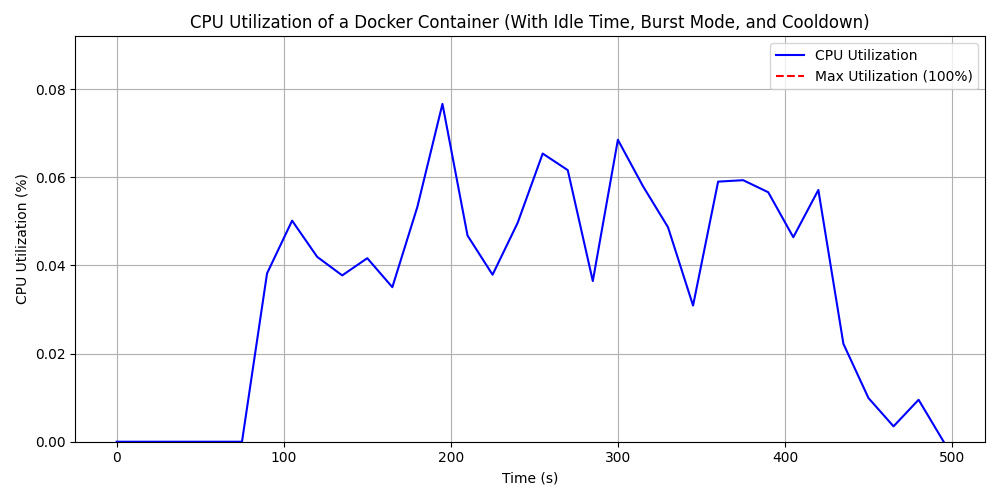 CPU Utilization of a Docker Container (With Idle Time, Burst Mode, and Cooldown)
CPU Utilization
Max Utilization (100%)
CPU Utilization (%)
0.08
0.06
0.04
0.02
0.00
0 100 200 300 400 500
Time (s)